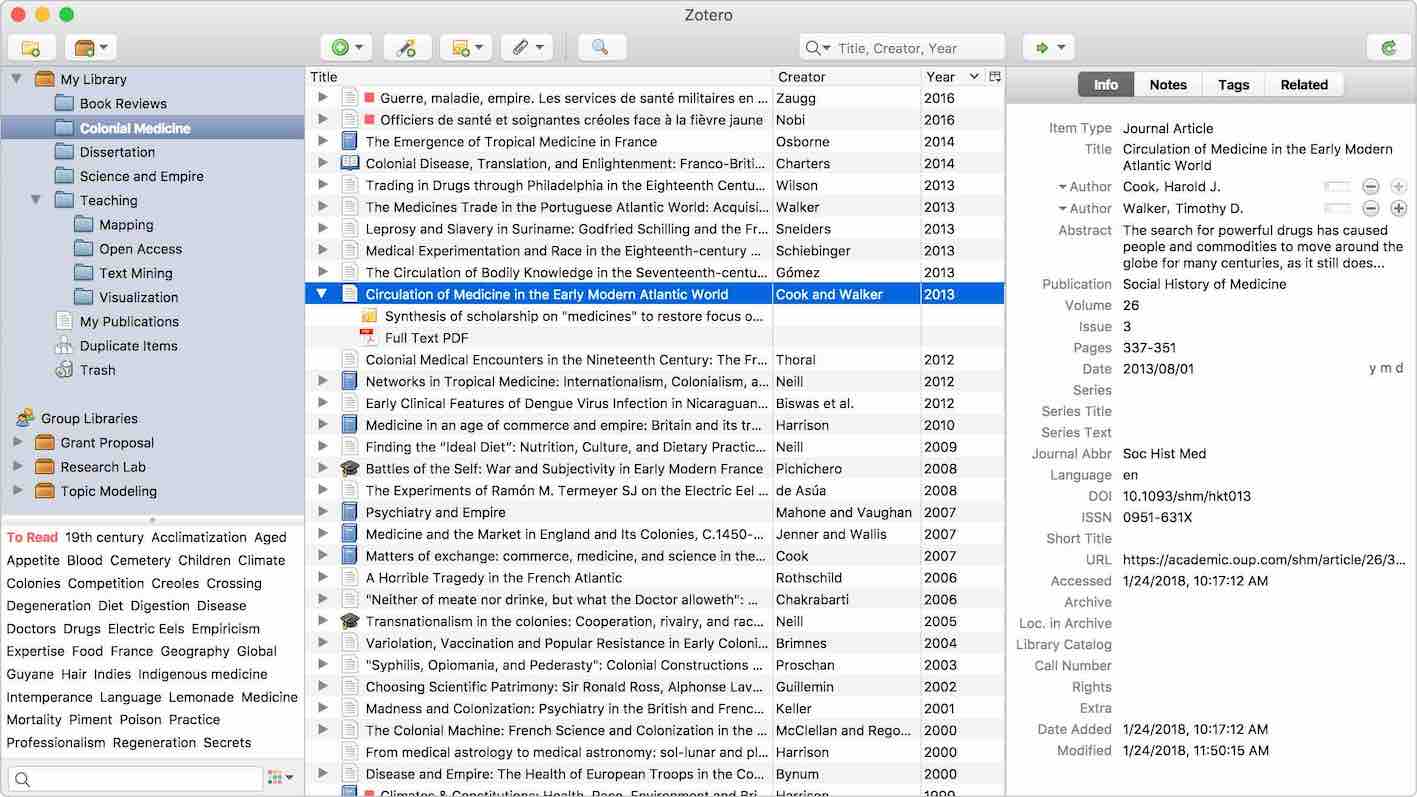 Zotero
Title, Creator, Year
My Library
Book Reviews
Colonial Medicine
Dissertation
Science and Empire
Teaching
Mapping
Open Access
Text Mining
Visualization
My Publications
Duplicate Items
Trash
Group Libraries
Grant Proposal
Research Lab
Topic Modeling
To Read 19th century Acclimatization Aged
Appetite Blood Cemetery Children Climate
Colonies Competition Creoles Crossing
Degeneration Diet Digestion Disease
Doctors Drugs Electric Eels Empiricism
Expertise Food France Geography Global
Guyane Hair Indies Indigenous medicine
Intemperance Language Lemonade Medicine
Mortality Piment Poison Practice
Professionalism Regeneration Secrets
Title Creator Year
Guerre, maladie, empire. Les services de santé militaires en ... Zaugg 2016
Officiers de santé et soignantes créoles face à la fièvre jaune Nobi 2016
The Emergence of Tropical Medicine in France Osborne 2014
Colonial Disease, Translation, and Enlightenment: Franco-Briti... Charters 2014
Trading in Drugs through Philadelphia in the Eighteenth Centu... Wilson 2013
The Medicines Trade in the Portuguese Atlantic World: Acquisi... Walker 2013
Leprosy and Slavery in Suriname: Godfried Schilling and the Fr... Sneiders 2013
Medical Experimentation and Race in the Eighteenth-century ... Schiebinger 2013
The Circulation of Bodily Knowledge in the Seventeenth-centu... Gómez 2013
Circulation of Medicine in the Early Modern Atlantic World Cook and Walker 2013
Synthesis of scholarship on "medicines" to restore focus o...
Full Text PDF
Colonial Medical Encounters in the Nineteenth Century: The Fr... Thoral 2012
Networks in Tropical Medicine: Internationalism, Colonialism, a... Neill 2012
Early Clinical Features of Dengue Virus Infection in Nicaraguan... Biswas et al. 2012
Medicine in an age of commerce and empire: Britain and its tr... Harrison 2010
Finding the “Ideal Diet”: Nutrition, Culture, and Dietary Practic... Neill 2009
Battles of the Self: War and Subjectivity in Early Modern France Pichichero 2008
The Experiments of Ramón M. Termeyer SJ on the Electric Eel ... de Asúa 2008
Psychiatry and Empire Mahone and Vaughan 2007
Medicine and the Market in England and Its Colonies, C.1450-... Jenner and Wallis 2007
Matters of exchange: commerce, medicine, and science in the... Cook 2007
A Horrible Tragedy in the French Atlantic Rothschild 2006
"Neither of meate nor drinke, but what the Doctor alloweth": ... Chakrabarti 2006
Transnationalism in the colonies: Cooperation, rivalry, and rac... Neill 2005
Variolation, Vaccination and Popular Resistance in Early Coloni... Brimnes 2004
"Syphilis, Opiomania, and Pederasty": Colonial Constructions ... Proschan 2003
Choosing Scientific Patrimony: Sir Ronald Ross, Alphonse Lav... Guillemin 2002
Madness and Colonization: Psychiatry in the British and Frenc... Keller 2001
The Colonial Machine: French Science and Colonization in the ... McClellan and Rego... 2000
From medical astrology to medical astronomy: sol-lunar and pl... Harrison 2000
Disease and Empire: The Health of European Troops in the Co... Bynum 2000
Climates & Constitutions: Health, Race, Environment and Bri... Harrison 1999
Info Notes Tags Related
Item Type Journal Article
Title Circulation of Medicine in the Early Modern
Atlantic World
Author Cook, Harold J.
Author Walker, Timothy D.
Abstract The search for powerful drugs has caused
people and commodities to move around the
globe for many centuries, as it still does...
Publication Social History of Medicine
Volume 26
Issue 3
Pages 337-351
Date 2013/08/01 y m d
Series
Series Title
Series Text
Journal Abbr Soc Hist Med
Language en
DOI 10.1093/shm/hkt013
ISSN 0951-631X
Short Title
URL https://academic.oup.com/shm/article/26/3...
Accessed 1/24/2018, 10:17:12 AM
Archive
Loc. in Archive
Library Catalog
Call Number
Rights
Extra
Date Added 1/24/2018, 10:17:12 AM
Modified 1/24/2018, 11:50:15 AM